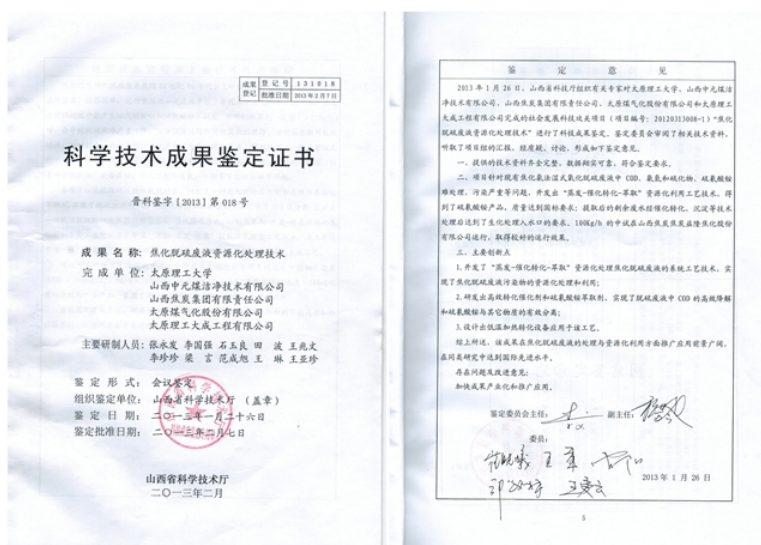 成果登记 登记号 131018
批准日期 2013年2月7日
科学技术成果鉴定证书
晋科鉴字[2013]第018号
成果名称: 焦化脱硫废液资源化处理技术
完成单位: 太原理工大学
山西中元煤洁净技术有限公司
山西焦炭集团有限责任公司
太原煤气化股份有限公司
太原理工大成工程有限公司
主要研制人员: 张永发 李国强 石玉良 田波 王兆文
李珍珍 梁言 范成旭 王琳 王亚珍
鉴定形式: 会议鉴定
组织鉴定单位: 山西省科学技术厅(盖章)
鉴定日期: 二〇一三年一月二十六日
鉴定批准日期: 二〇一三年二月七日
山西省科学技术厅
二〇一三年二月
鉴定意见
2013年1月26日,山西省科技厅组织有关专家对太原理工大学、山西中元煤洁
净技术有限公司、山西焦炭集团有限责任公司、太原煤气化股份有限公司和太原理工
大成工程有限公司完成的社会发展科技攻关项目(项目编号:20120313008-1)“焦化
脱硫废液资源化处理技术”进行了科技成果鉴定。鉴定委员会审阅了相关技术资料,
听取了项目组的汇报,经质疑、讨论,形成如下鉴定意见。
一、提供的技术资料齐全完整,数据翔实可靠,符合鉴定要求。
二、项目针对现有焦化氨法湿式氧化脱硫废液中COD、氨氮和硫化物、硫氰酸铵
难处理、污染严重等问题,开发出“蒸发-催化转化-萃取”资源化利用工艺技术,得
到了硫氰酸铵产品,质量达到国标要求;提取后的剩余废水经催化转化、沉淀等技术
处理后达到了生化处理入水口的要求。100Kg/h的中试在山西焦炭焦炭益隆焦化股份
有限公司运行,取得较好的运行效果。
三、主要创新点
1.开发了“蒸发-催化转化-萃取”资源化处理焦化脱硫废液的系统工艺技术,实
现了焦化脱硫废液污染物的资源化处理和利用;
2.研发出高效转化催化剂和硫氰酸铵萃取剂,实现了脱硫废液中COD的高效降解
和硫氰酸铵与其它物质的有效分离;
3.设计出低温和热转化设备应用于该工艺。
综上所述,该成果在焦化脱硫废液的处理与资源化利用方面推广应用前景广阔,
在同类研究中达到国际先进水平。
存在问题及改进意见:
加快成果产业化和推广应用。
鉴定委员会主任: 副主任:
委员:
2013年1月26日
5